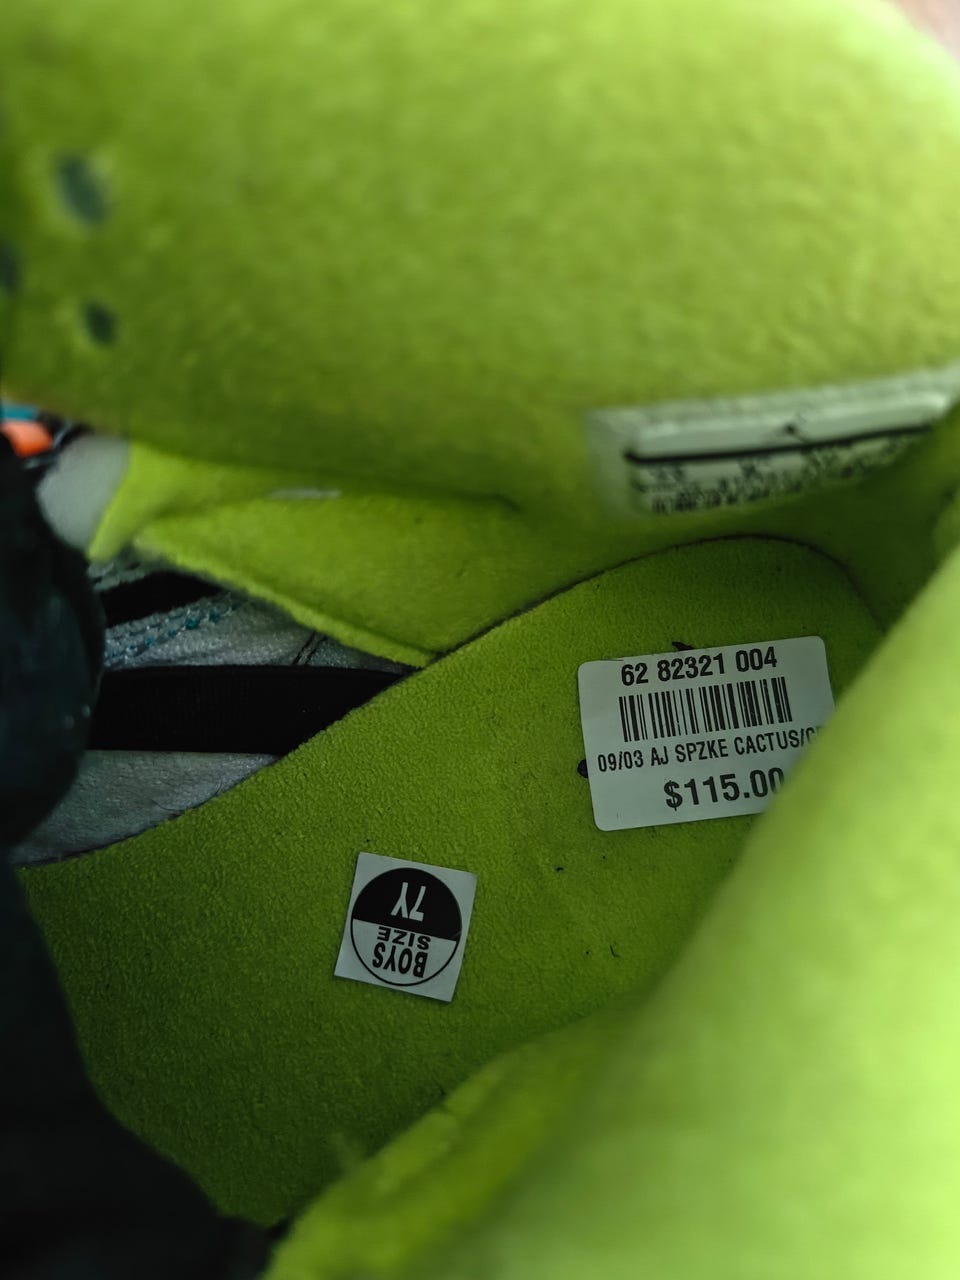 62 82321 004
09/03 AJ SPZKE CACTUS/
$115.00
BOYS
SIZE
7Y